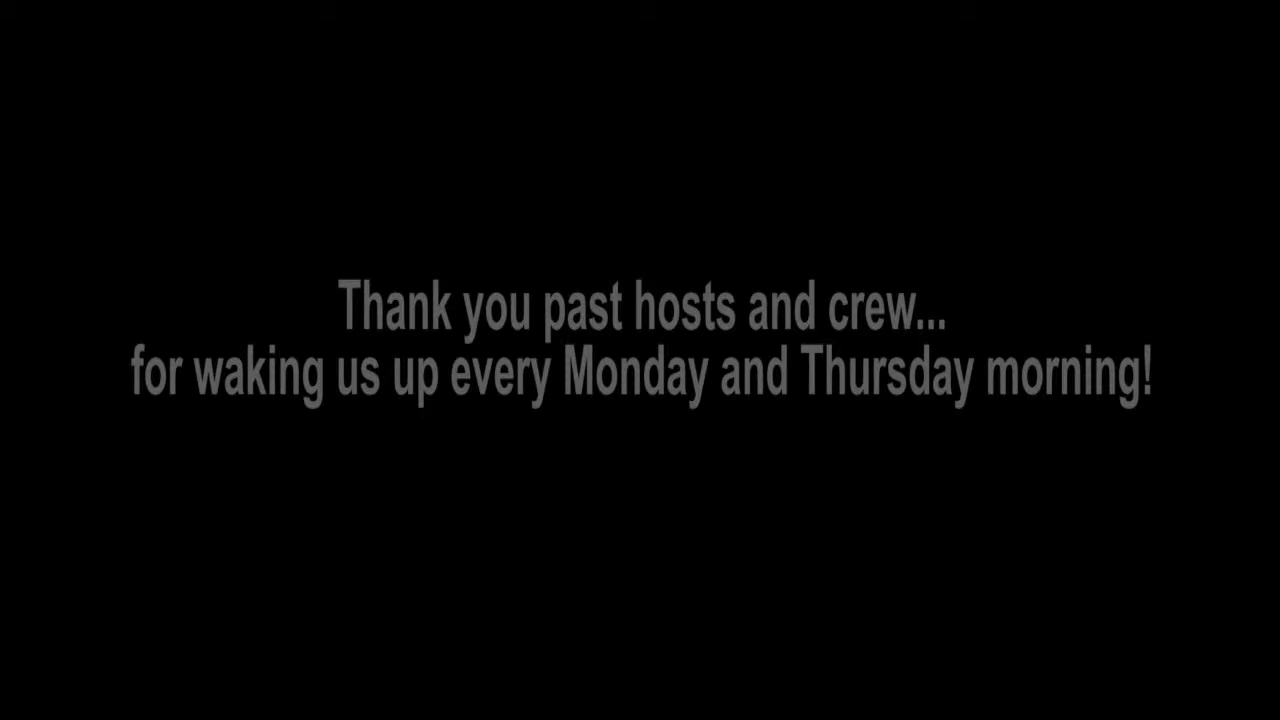 Thank you past hosts and crew...
for waking us up every Monday and Thursday morning!